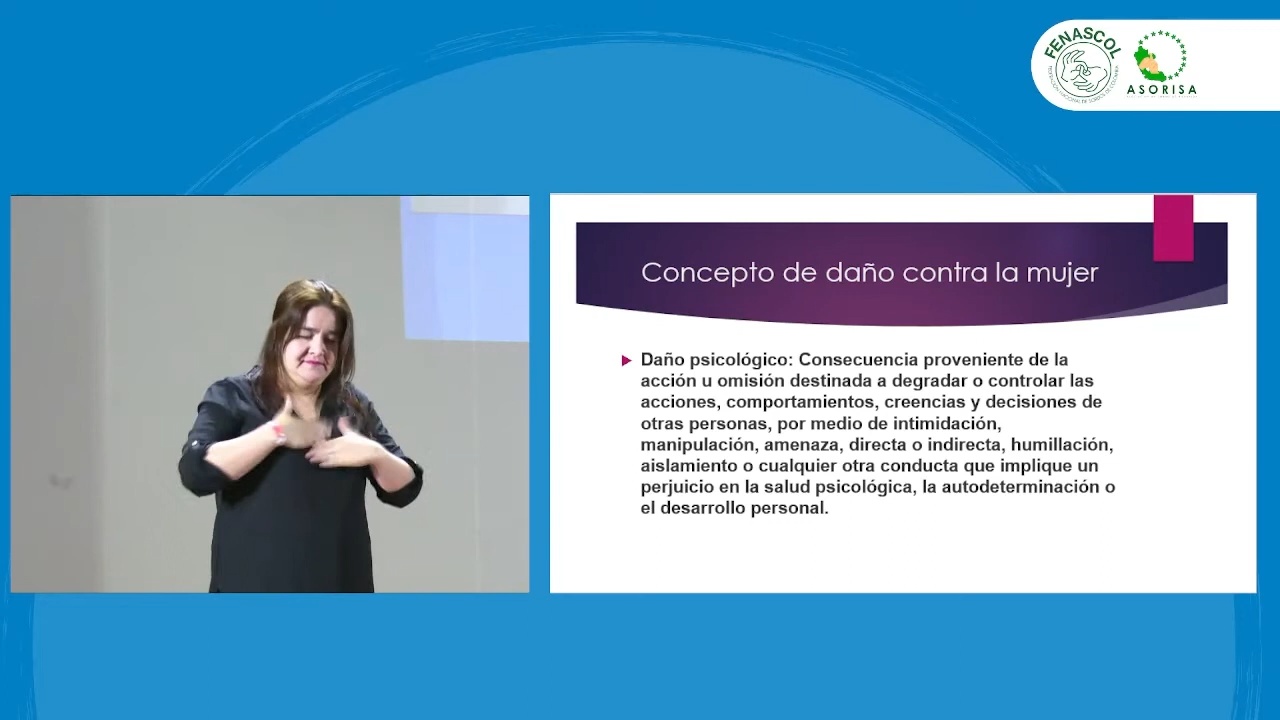 FENASCOL
ASORISA
Concepto de daño contra la mujer
Daño psicológico: Consecuencia proveniente de la
acción u omisión destinada a degradar o controlar las
acciones, comportamientos, creencias y decisiones de
otras personas, por medio de intimidación,
manipulación, amenaza, directa o indirecta, humillación,
aislamiento o cualquier otra conducta que implique un
perjuicio en la salud psicológica, la autodeterminación o
el desarrollo personal.